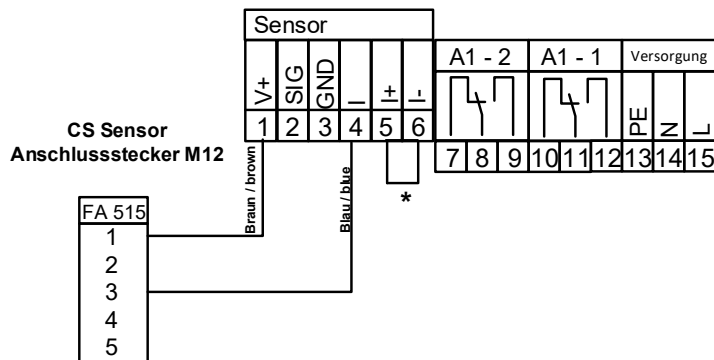 Sensor
V+ SIG GND I I+ I-
1 2 3 4 5 6
A1 - 2 A1 - 1 Versorgung
PE N L
7 8 9 10 11 12 13 14 15
CS Sensor
Anschlussstecker M12
Braun / brown
Blau / blue
*
FA 515
1
2
3
4
5